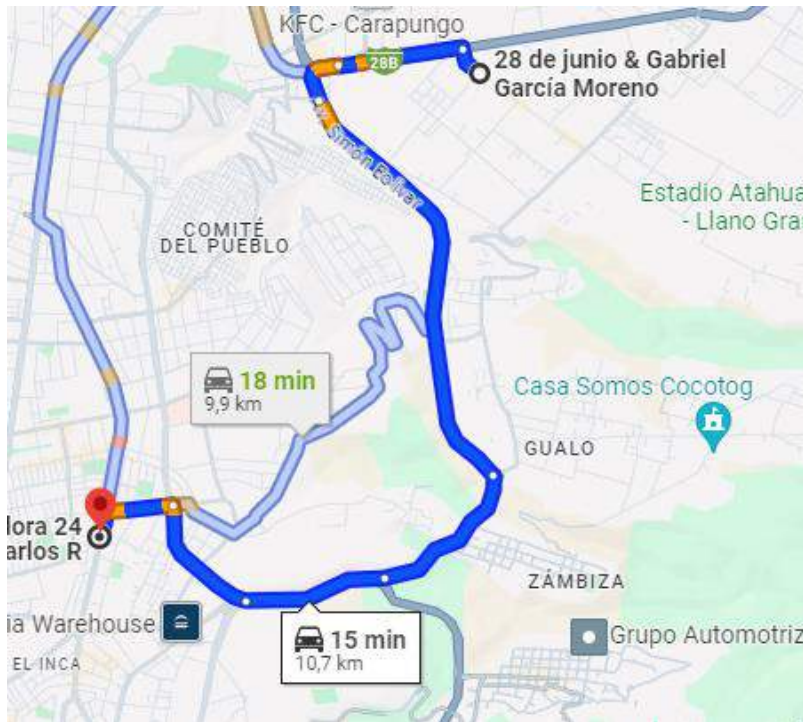 KFC - Carapungo
28B
28 de junio & Gabriel
García Moreno
Simón Bolívar
Estadio Atahua
- Llano Gra
COMITÉ
DEL PUEBLO
18 min
9,9 km
Casa Somos Cocotog
GUALO
lora 24
arlos R
ZÁMBIZA
ia Warehouse
15 min
10,7 km
Grupo Automotriz
EL INCA